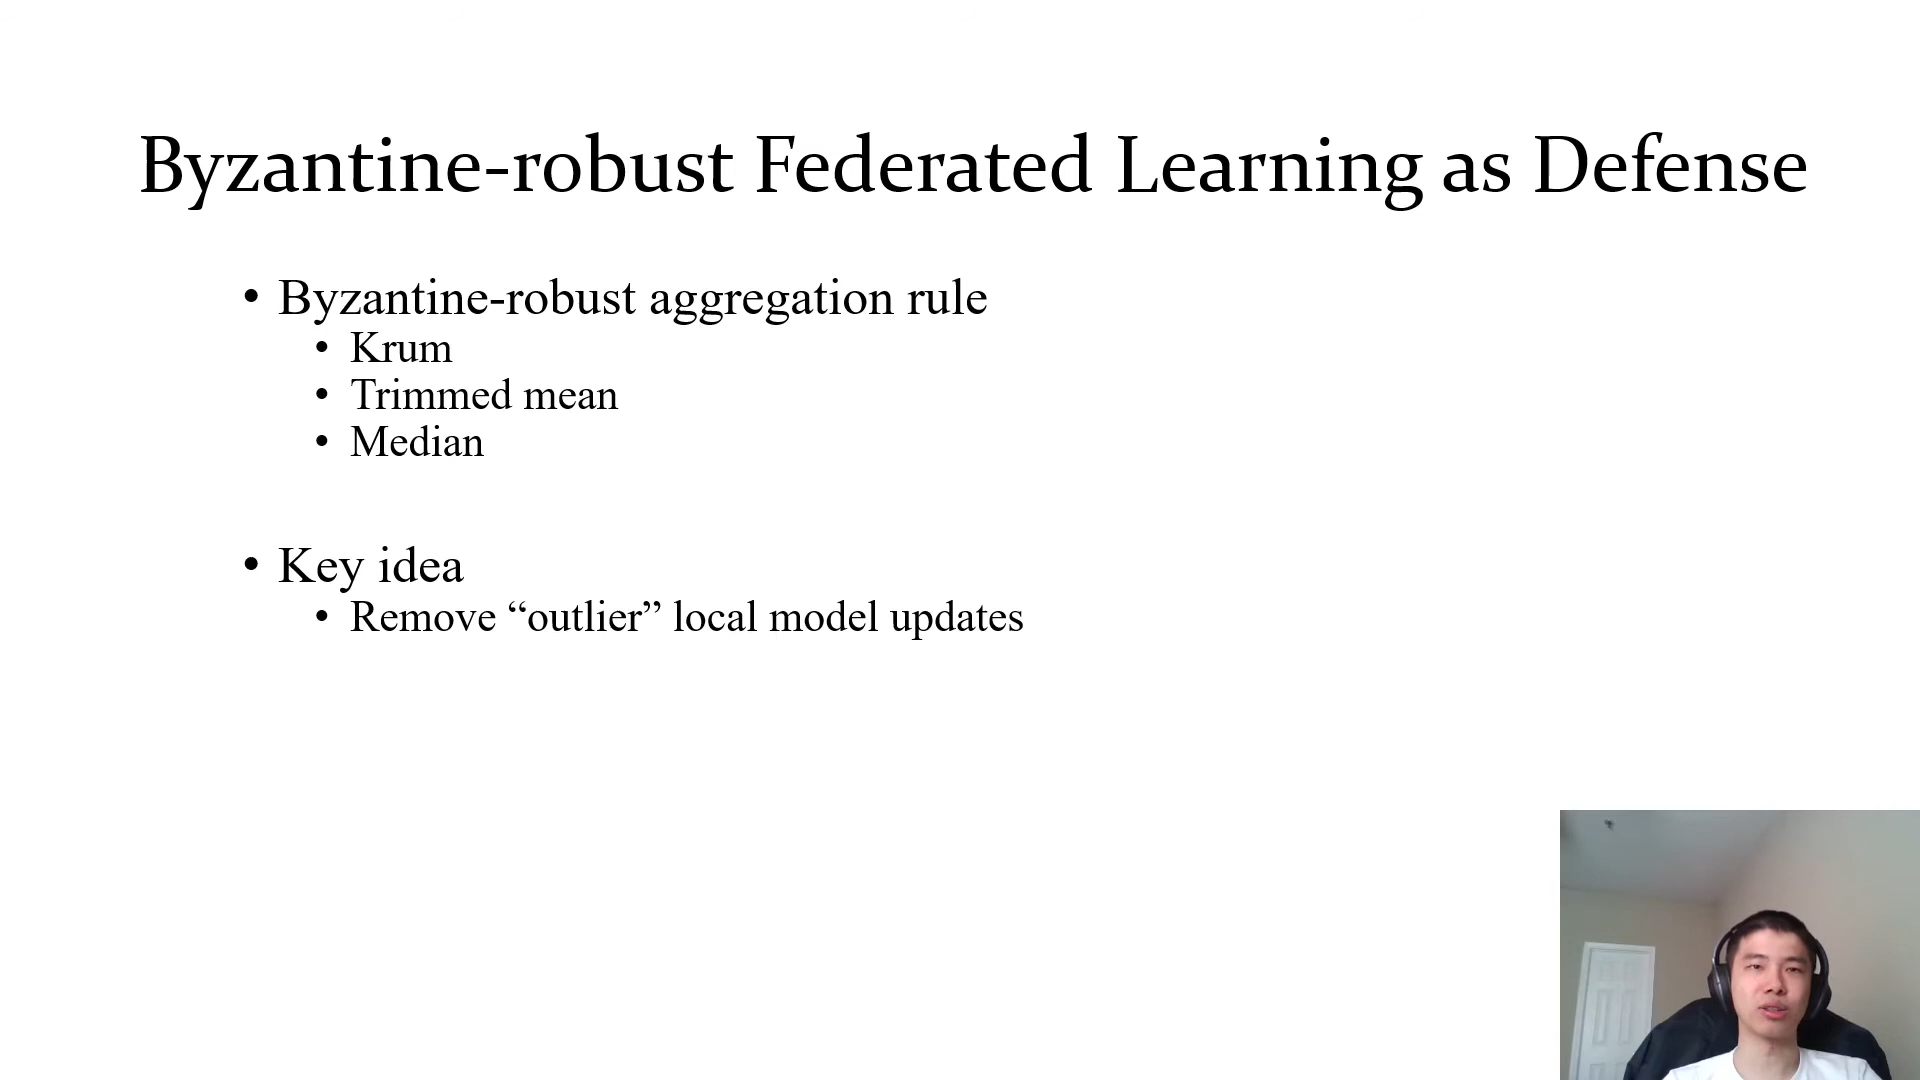 Byzantine-robust Federated Learning as Defense
• Byzantine-robust aggregation rule
• Krum
• Trimmed mean
• Median
• Key idea
• Remove “outlier” local model updates